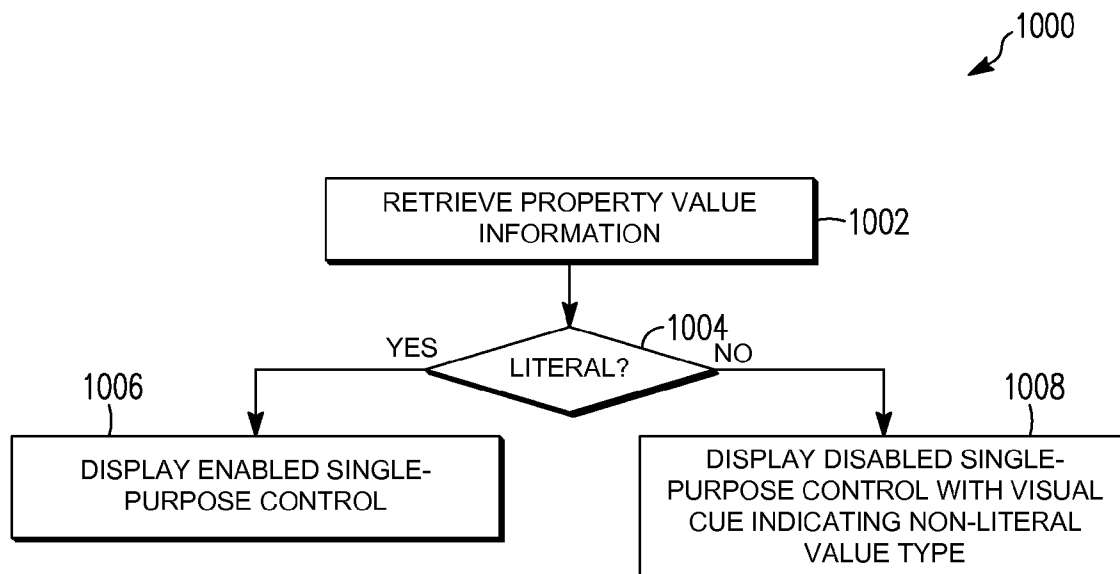 1000
RETRIEVE PROPERTY VALUE
INFORMATION
1002
1004
YES
LITERAL?
NO
1006
1008
DISPLAY ENABLED SINGLE-
PURPOSE CONTROL
DISPLAY DISABLED SINGLE-
PURPOSE CONTROL WITH VISUAL
CUE INDICATING NON-LITERAL
VALUE TYPE